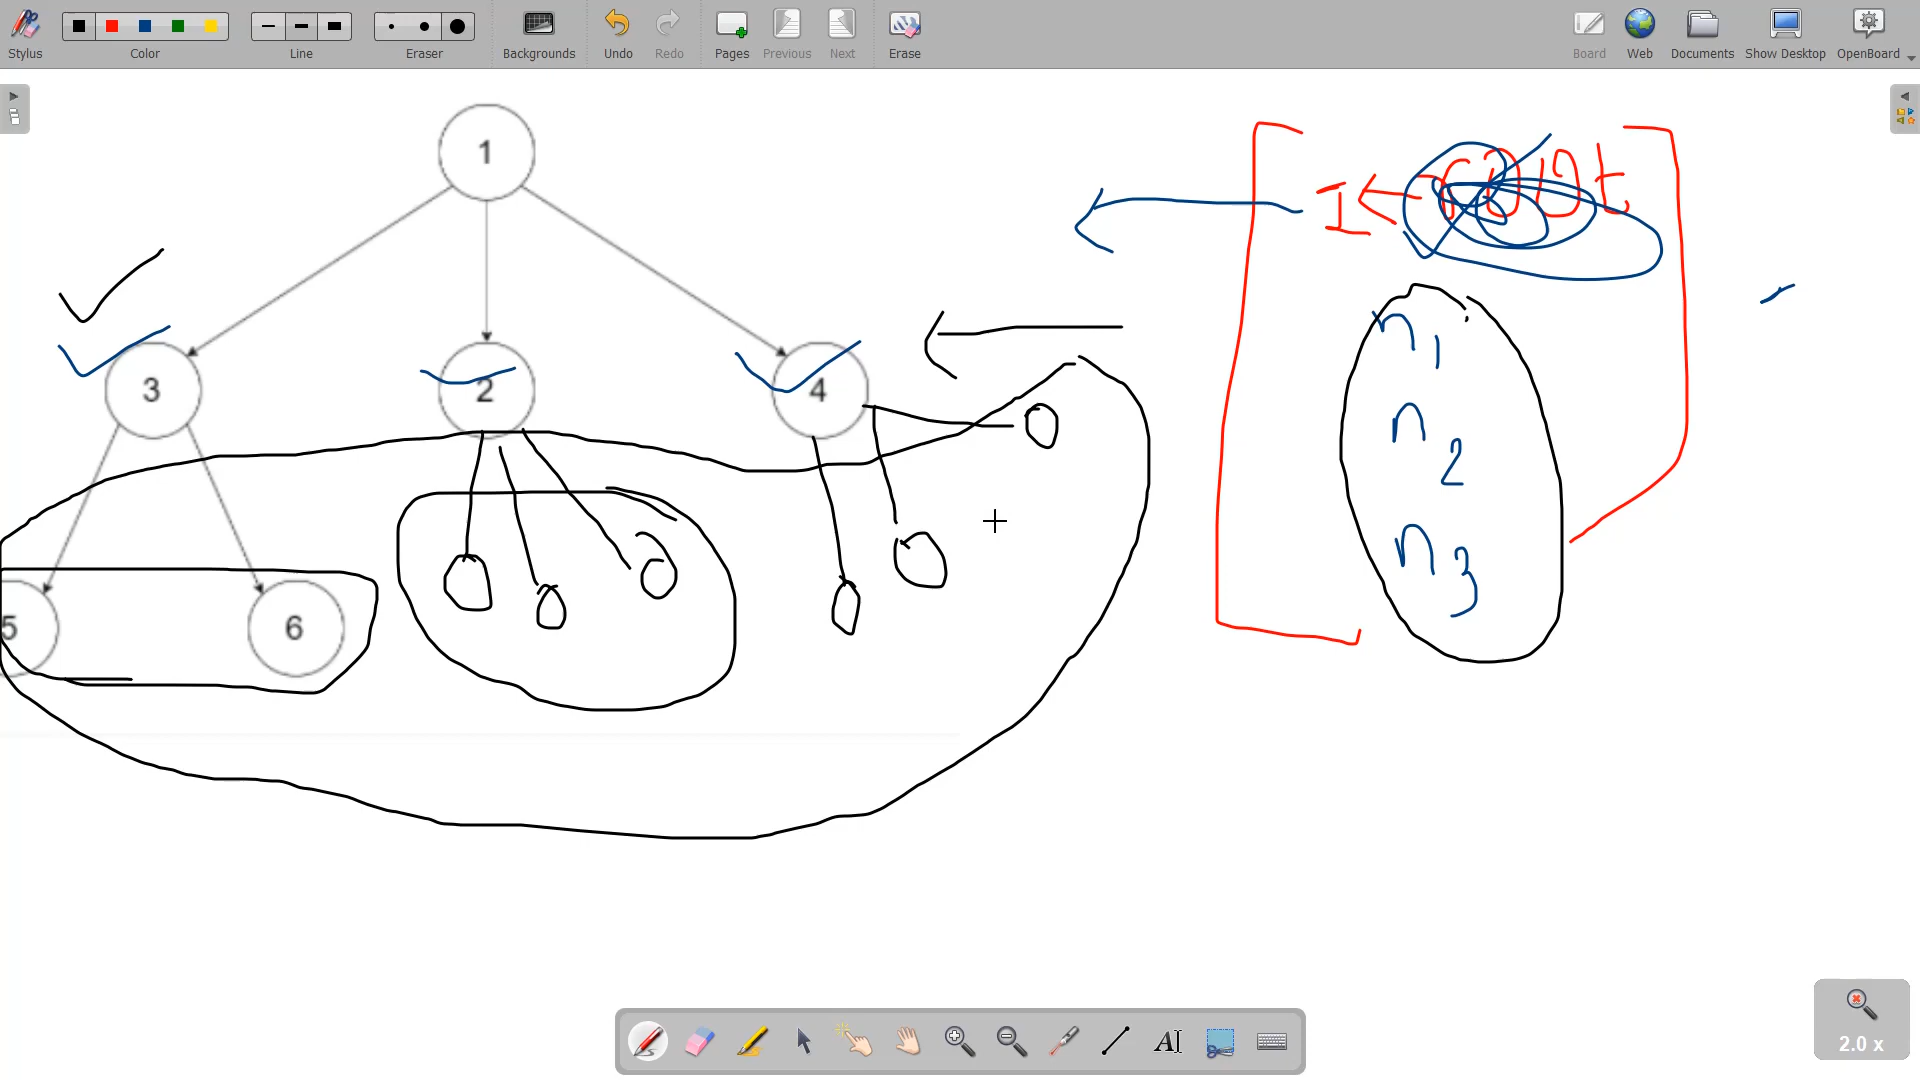 Stylus
Color
Line
Eraser
Backgrounds
Undo
Redo
Pages
Previous
Next
Erase
Board
Web
Documents
Show Desktop
OpenBoard
1
3
2
4
5
6
I
n1
n2
n3
AI
2.0 x